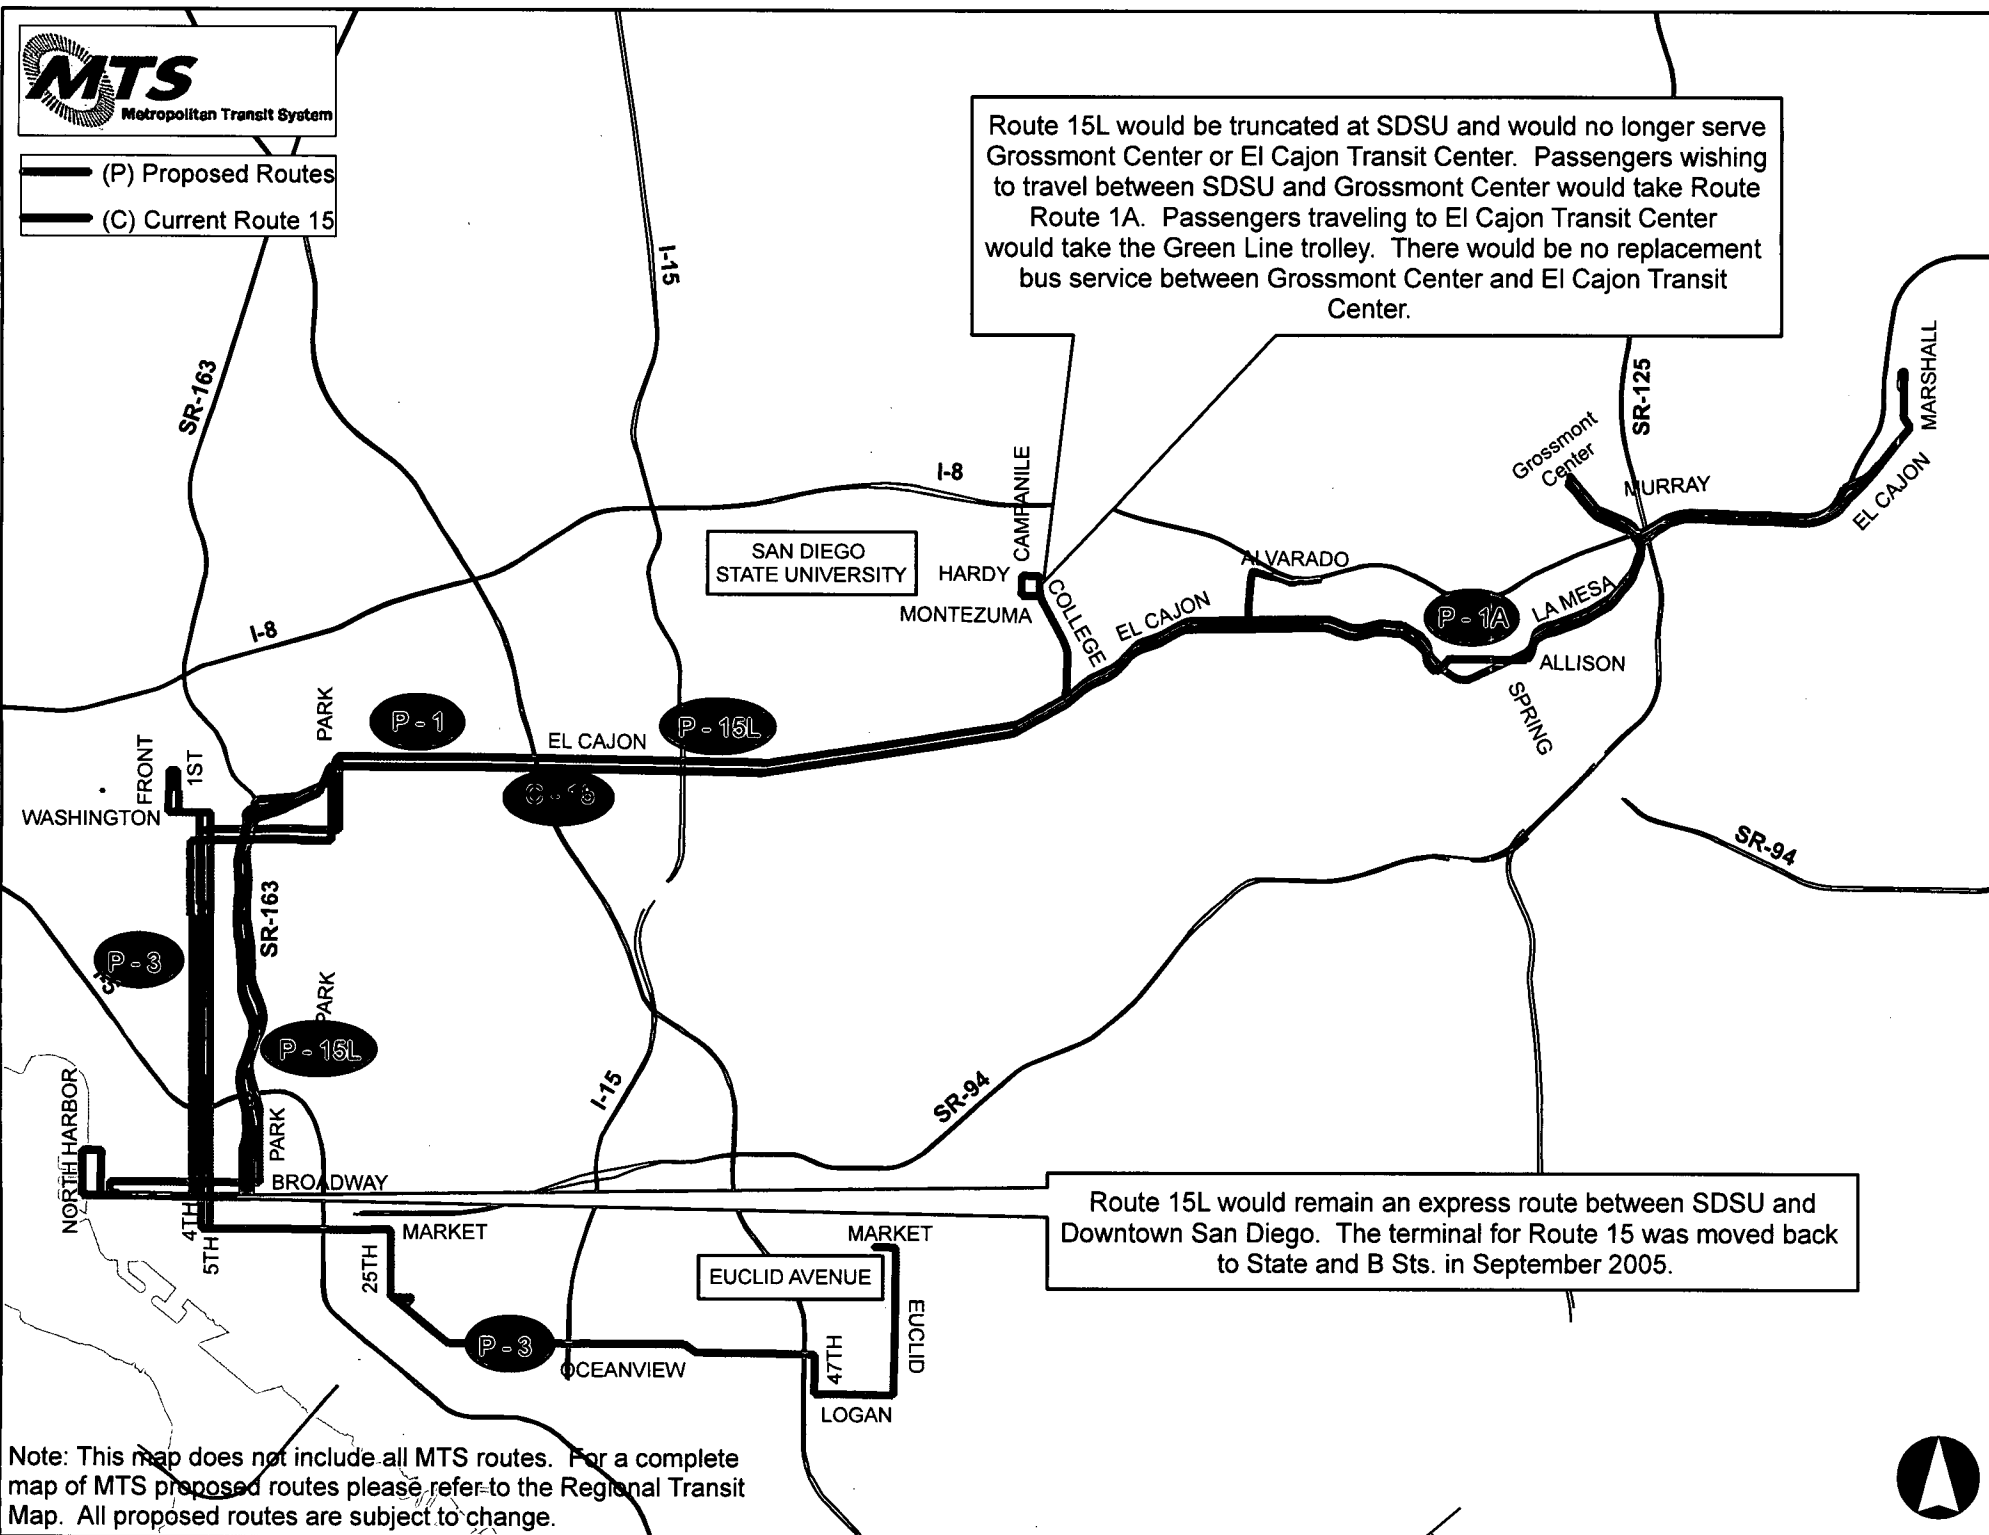 MTS
Metropolitan Transit System
(P) Proposed Routes
(C) Current Route 15
Route 15L would be truncated at SDSU and would no longer serve
Grossmont Center or El Cajon Transit Center. Passengers wishing
to travel between SDSU and Grossmont Center would take Route
Route 1A. Passengers traveling to El Cajon Transit Center
would take the Green Line trolley. There would be no replacement
bus service between Grossmont Center and El Cajon Transit
Center.
I-15
SR-163
SR-125
MARSHALL
Grossmont
Center
MURRAY
EL CAJON
I-8
CAMPANILE
SAN DIEGO
STATE UNIVERSITY
HARDY
MONTEZUMA
COLLEGE
EL CAJON
ALVARADO
P - 1A
LA MESA
ALLISON
SPRING
I-8
PARK
P - 1
EL CAJON
P - 15L
C - 15
FRONT
1ST
WASHINGTON
SR-94
SR-163
P - 3
PARK
P - 15L
I-15
SR-94
NORTH HARBOR
PARK
BROADWAY
4TH
5TH
MARKET
25TH
Route 15L would remain an express route between SDSU and
Downtown San Diego. The terminal for Route 15 was moved back
to State and B Sts. in September 2005.
MARKET
EUCLID AVENUE
EUCLID
P - 3
OCEANVIEW
47TH
LOGAN
Note: This map does not include all MTS routes. For a complete
map of MTS proposed routes please refer to the Regional Transit
Map. All proposed routes are subject to change.